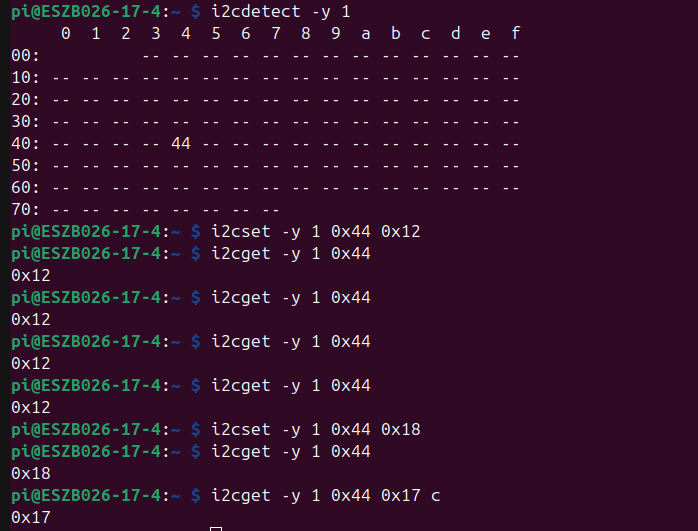 pi@ESZB026-17-4:~ $ i2cdetect -y 1
     0  1  2  3  4  5  6  7  8  9  a  b  c  d  e  f
00:          -- -- -- -- -- -- -- -- -- -- -- -- --
10: -- -- -- -- -- -- -- -- -- -- -- -- -- -- -- --
20: -- -- -- -- -- -- -- -- -- -- -- -- -- -- -- --
30: -- -- -- -- -- -- -- -- -- -- -- -- -- -- -- --
40: -- -- -- -- 44 -- -- -- -- -- -- -- -- -- -- --
50: -- -- -- -- -- -- -- -- -- -- -- -- -- -- -- --
60: -- -- -- -- -- -- -- -- -- -- -- -- -- -- -- --
70: -- -- -- -- -- -- -- --
pi@ESZB026-17-4:~ $ i2cset -y 1 0x44 0x12
pi@ESZB026-17-4:~ $ i2cget -y 1 0x44
0x12
pi@ESZB026-17-4:~ $ i2cget -y 1 0x44
0x12
pi@ESZB026-17-4:~ $ i2cget -y 1 0x44
0x12
pi@ESZB026-17-4:~ $ i2cget -y 1 0x44
0x12
pi@ESZB026-17-4:~ $ i2cset -y 1 0x44 0x18
pi@ESZB026-17-4:~ $ i2cget -y 1 0x44
0x18
pi@ESZB026-17-4:~ $ i2cget -y 1 0x44 0x17 c
0x17